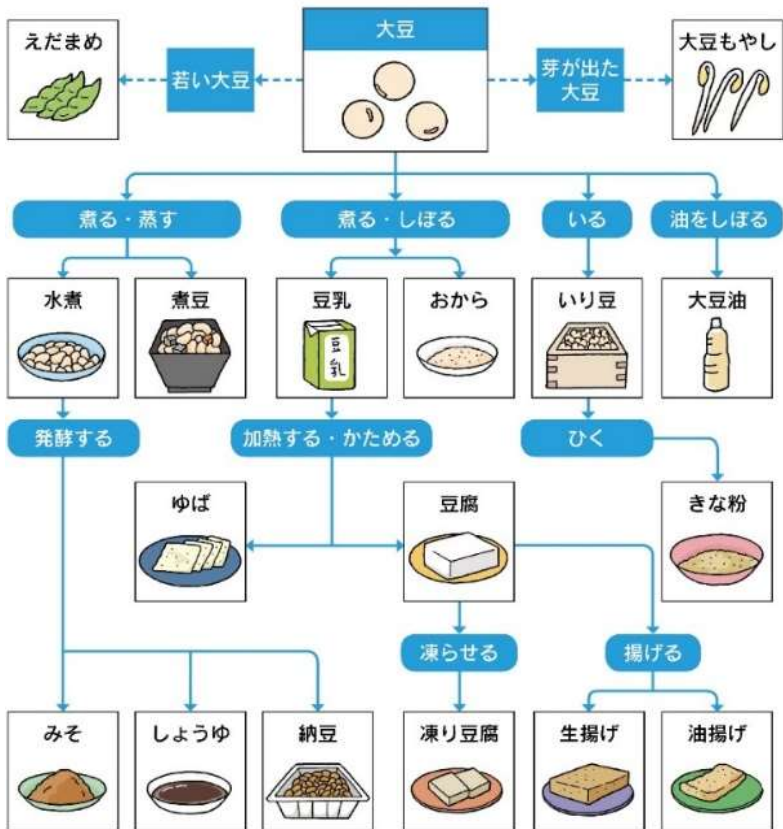 えだまめ
若い大豆
大豆
芽が出た
大豆
大豆もやし
煮る・蒸す
煮る・しぼる
いる
油をしぼる
水煮
煮豆
豆乳
豆乳
おから
いり豆
大豆油
発酵する
加熱する・かためる
ひく
ゆば
豆腐
きな粉
凍らせる
揚げる
みそ
しょうゆ
納豆
凍り豆腐
生揚げ
油揚げ